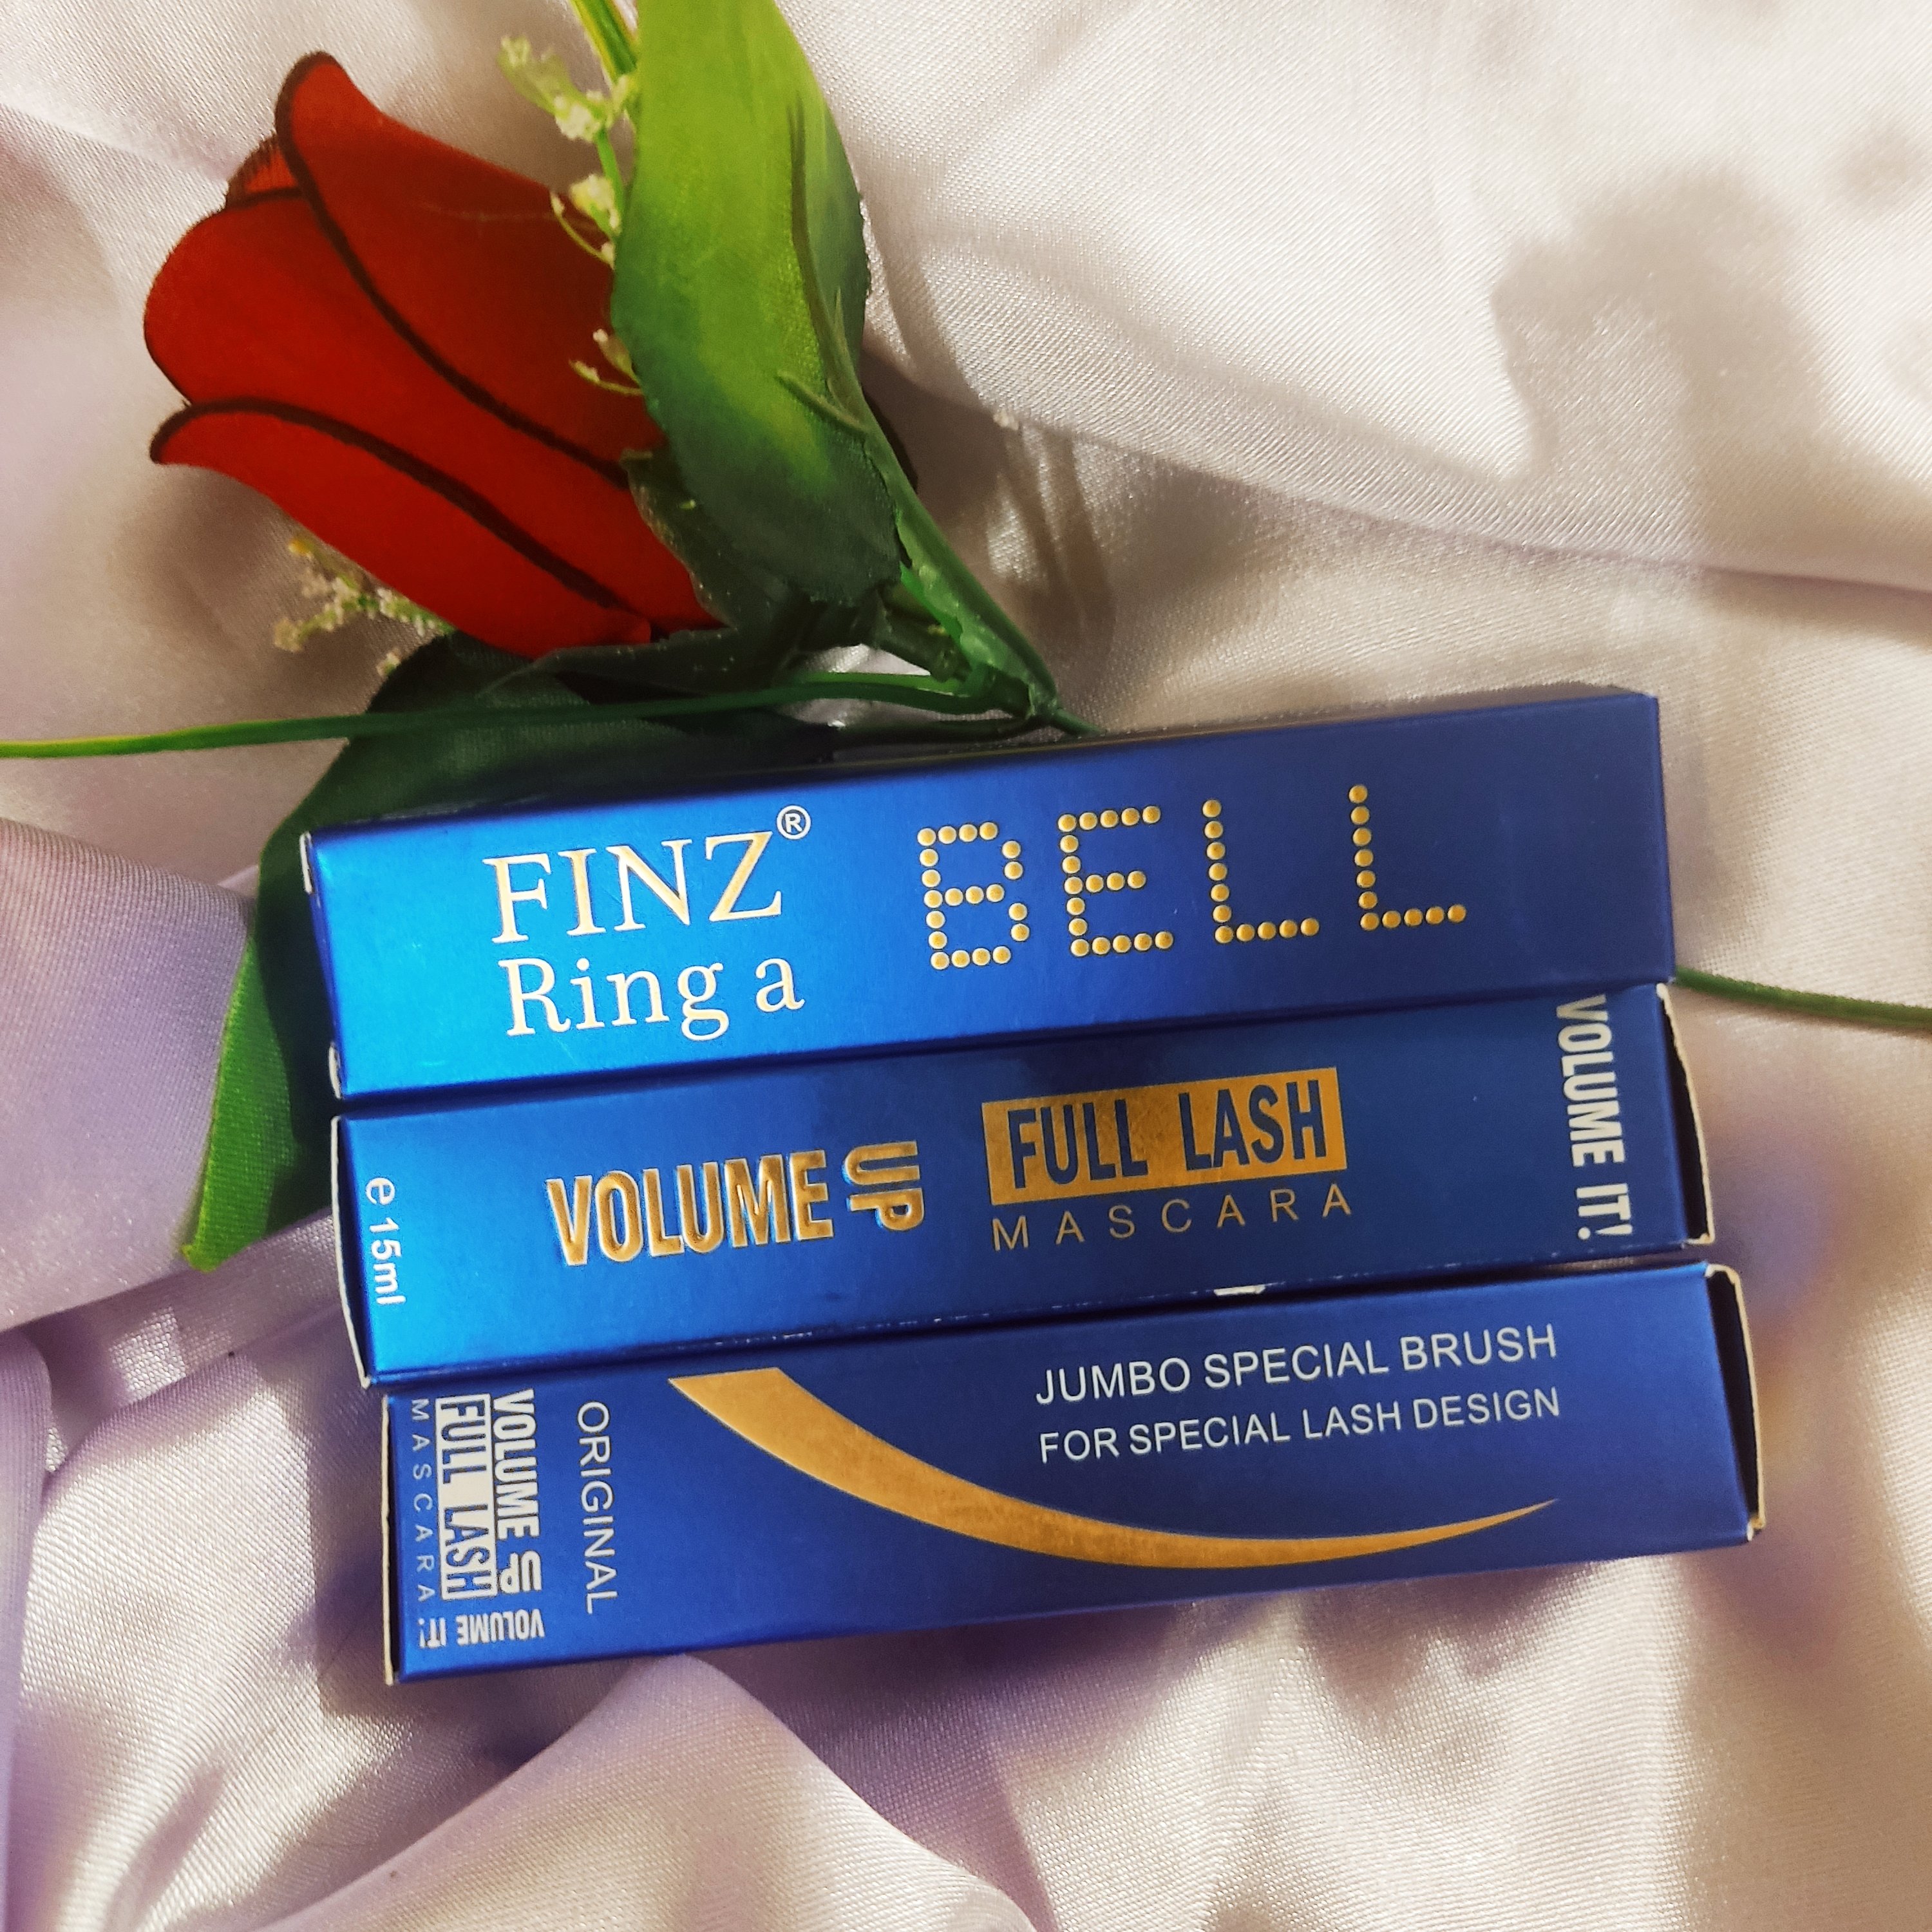 FINZ®
Ring a
BELL
e 15ml
VOLUME UP
FULL LASH
MASCARA
VOLUME IT!
VOLUME UP
FULL LASH
MASCARA
VOLUME IT!
ORIGINAL
JUMBO SPECIAL BRUSH
FOR SPECIAL LASH DESIGN